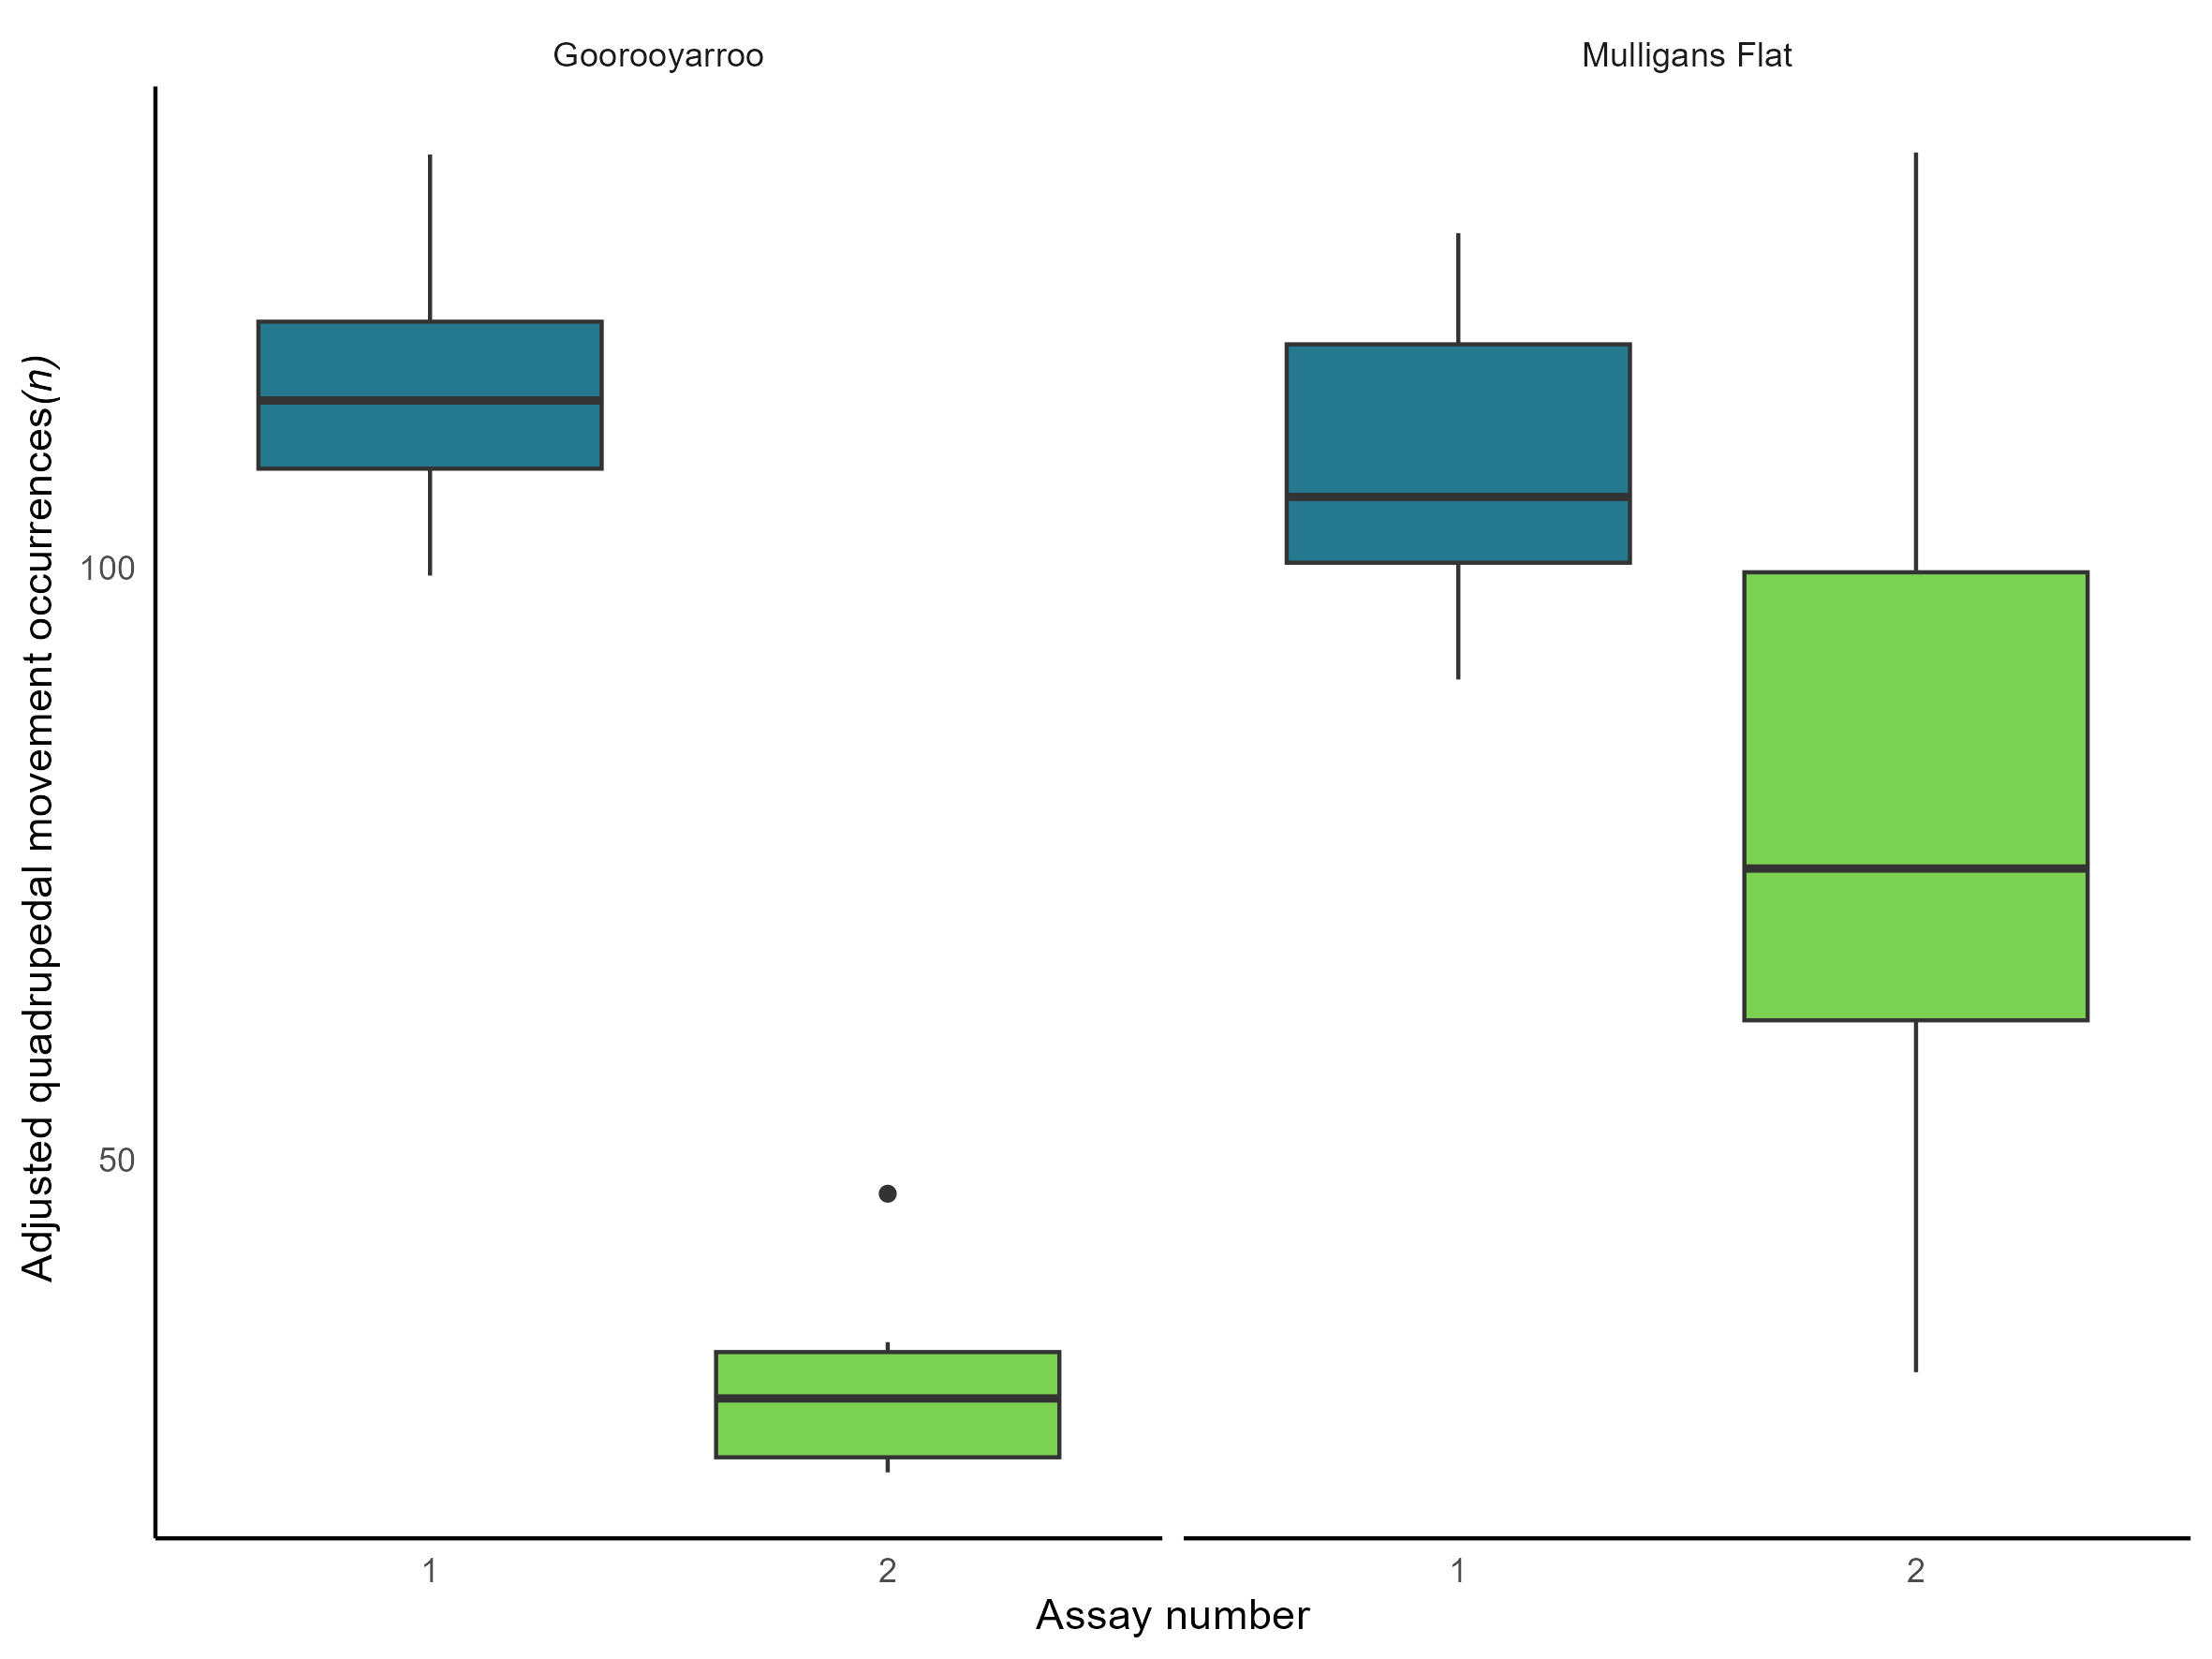 Goorooyarroo
Mulligans Flat
Adjusted quadrupedal movement occurrences(n)
100
50
1
2
1
2
Assay number